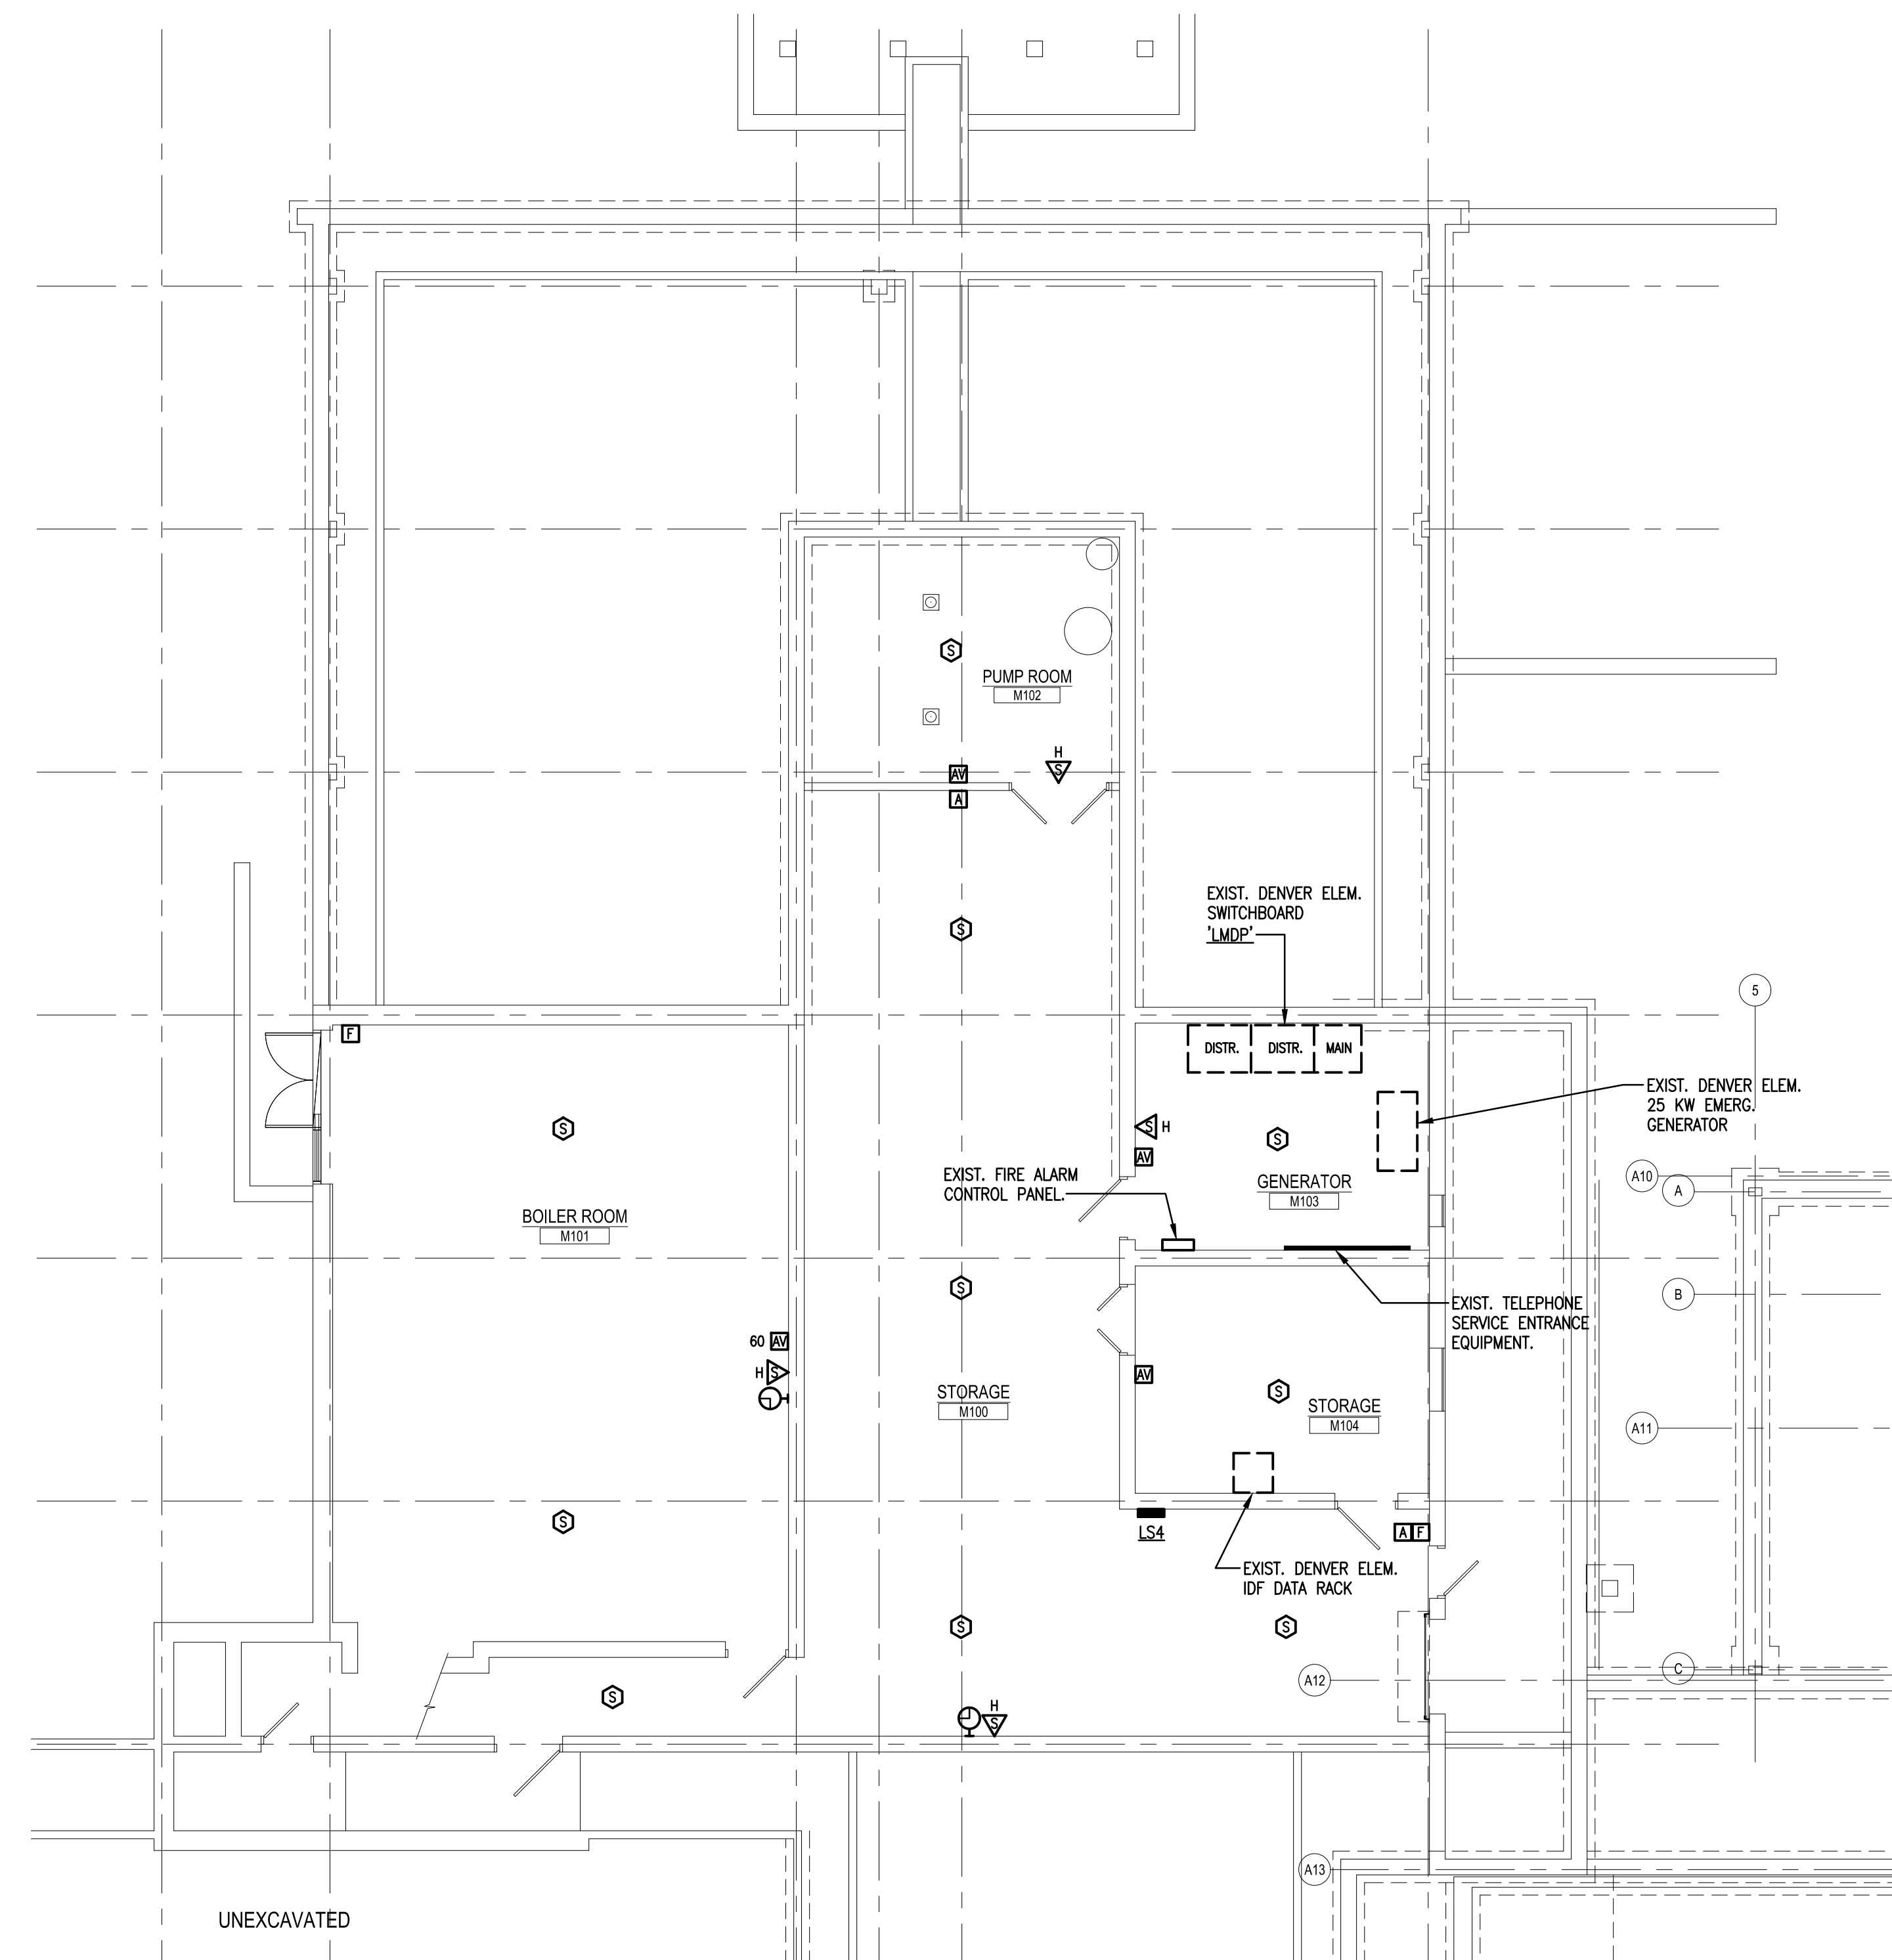 S
PUMP ROOM
M102
H
S
AV
A
EXIST. DENVER ELEM.
SWITCHBOARD
'LMDP'
S
5
F
DISTR.
DISTR.
MAIN
EXIST. DENVER ELEM.
25 KW EMERG.
GENERATOR
S
S H
S
AV
A10
A
EXIST. FIRE ALARM
CONTROL PANEL.
GENERATOR
M103
BOILER ROOM
M101
S
B
EXIST. TELEPHONE
SERVICE ENTRANCE
EQUIPMENT.
60 AV
H S
AV
S
STORAGE
M100
STORAGE
M104
A11
S
LS4
A F
EXIST. DENVER ELEM.
IDF DATA RACK
S
S
A12
C
S
H
S
A13
UNEXCAVATED